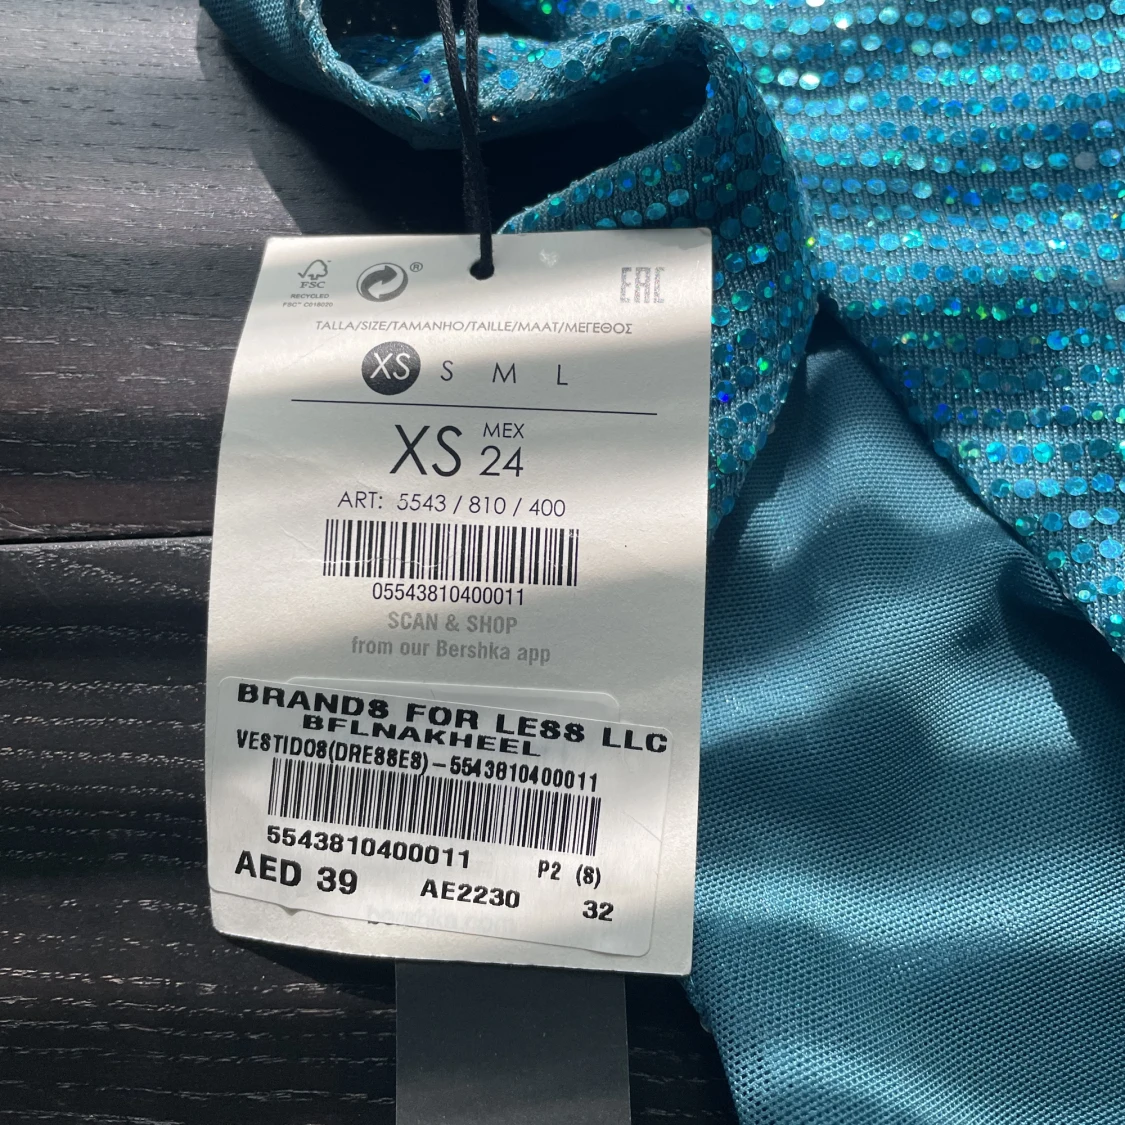 FSC
RECYCLED
FSC™ C018020
®
EAC
TALLA/SIZE/TAMANHO/TAILLE/MAAT/ΜΕΓΕΘΟΣ
XS S M L
XS MEX 24
ART: 5543 / 810 / 400
05543810400011
SCAN & SHOP
from our Bershka app
BRANDS FOR LESS LLC
BFLNAKHEEL
VESTIDOS(DRESSES)-5543810400011
5543810400011
P2 (8)
AED 39
AE2230
32